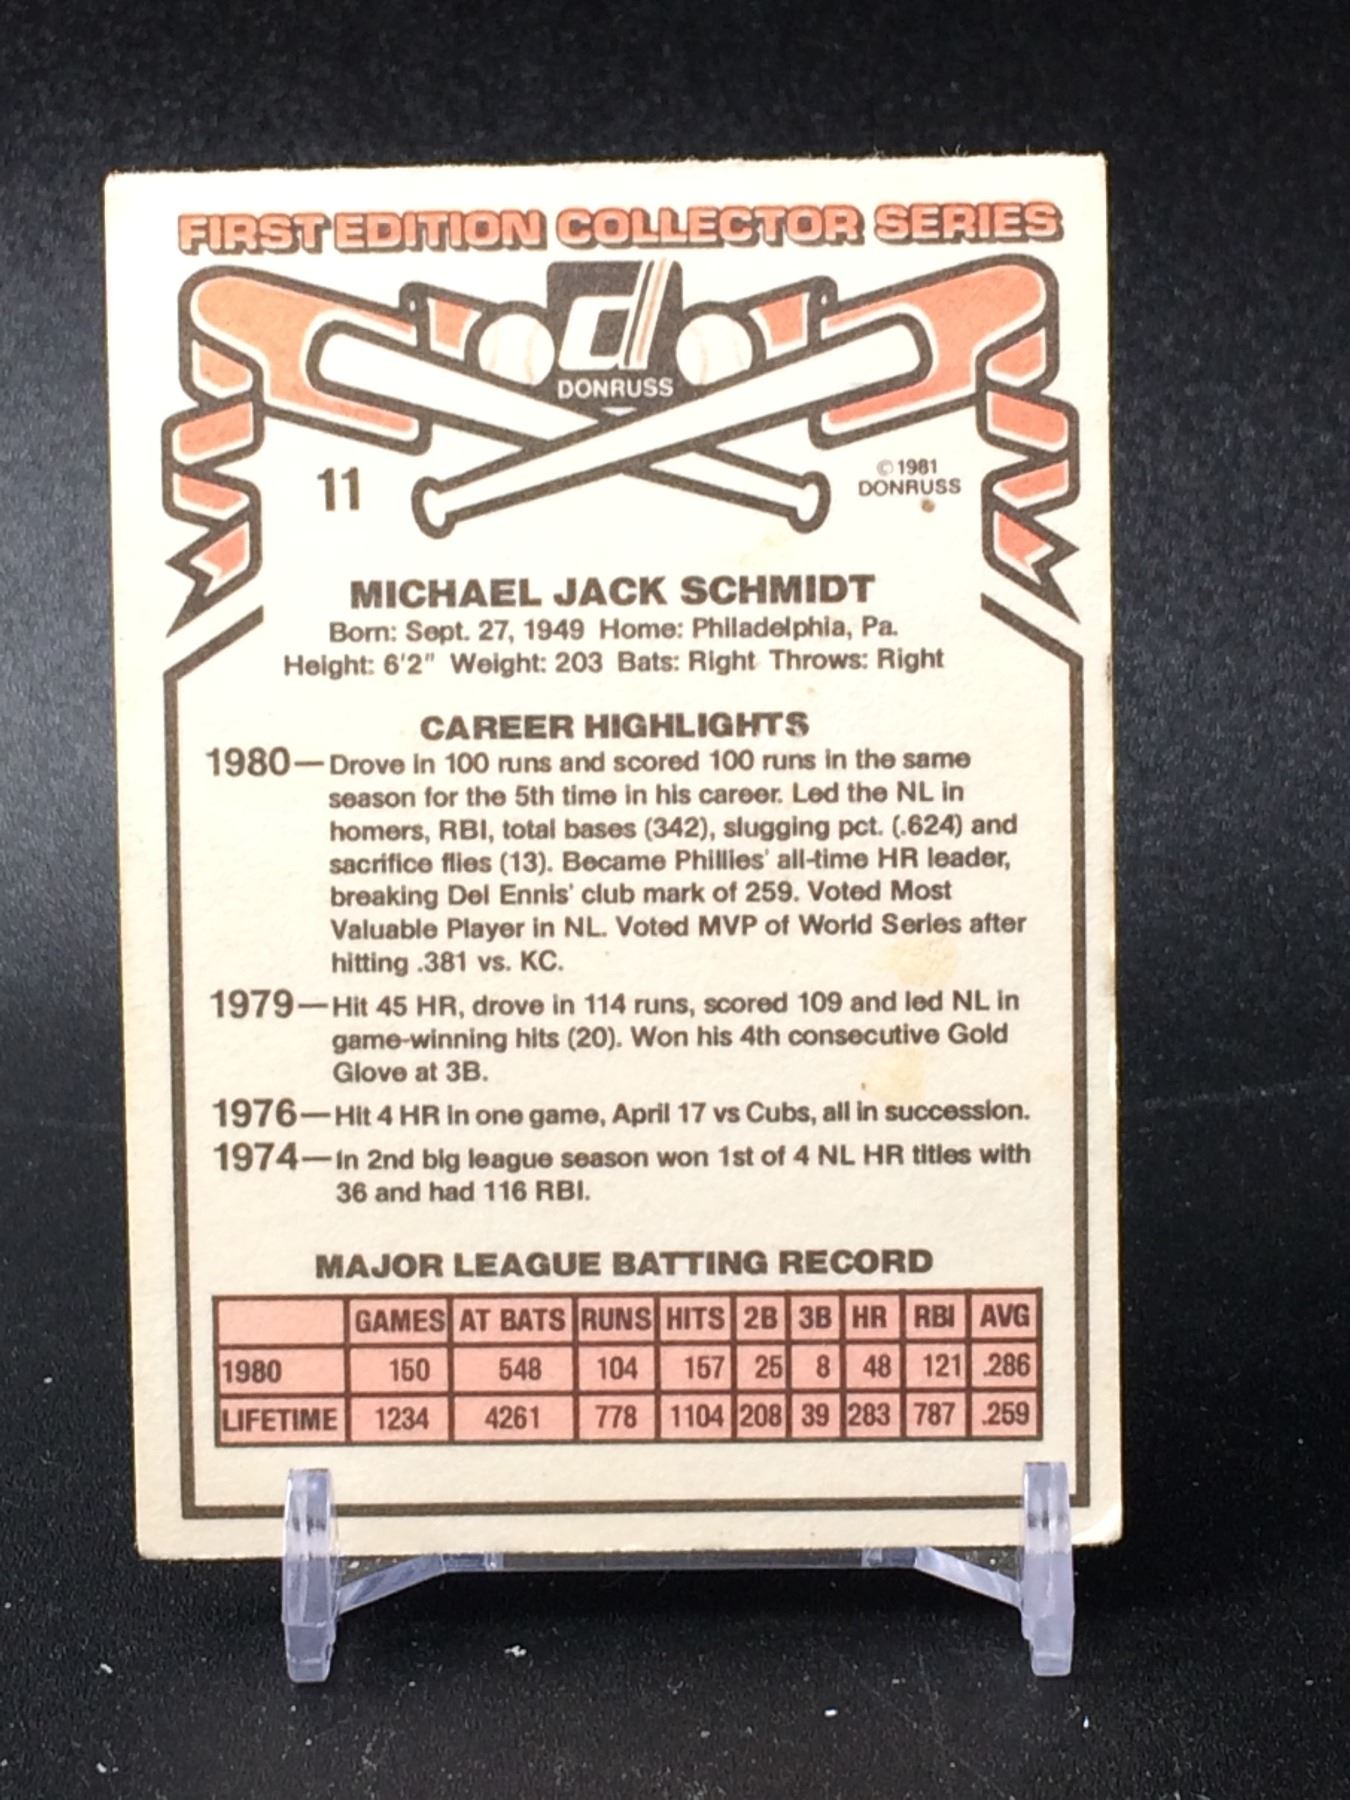 FIRST EDITION COLLECTOR SERIES
d
DONRUSS
11
© 1981
DONRUSS
MICHAEL JACK SCHMIDT
Born: Sept. 27, 1949 Home: Philadelphia, Pa.
Height: 6'2" Weight: 203 Bats: Right Throws: Right
CAREER HIGHLIGHTS
1980—Drove in 100 runs and scored 100 runs in the same
season for the 5th time in his career. Led the NL in
homers, RBI, total bases (342), slugging pct. (.624) and
sacrifice flies (13). Became Phillies' all-time HR leader,
breaking Del Ennis' club mark of 259. Voted Most
Valuable Player in NL. Voted MVP of World Series after
hitting .381 vs. KC.
1979—Hit 45 HR, drove in 114 runs, scored 109 and led NL in
game-winning hits (20). Won his 4th consecutive Gold
Glove at 3B.
1976—Hit 4 HR in one game, April 17 vs Cubs, all in succession.
1974—In 2nd big league season won 1st of 4 NL HR titles with
36 and had 116 RBI.
MAJOR LEAGUE BATTING RECORD
GAMES AT BATS RUNS HITS 2B 3B HR RBI AVG
1980 150 548 104 157 25 8 48 121 .286
LIFETIME 1234 4261 778 1104 208 39 283 787 .259